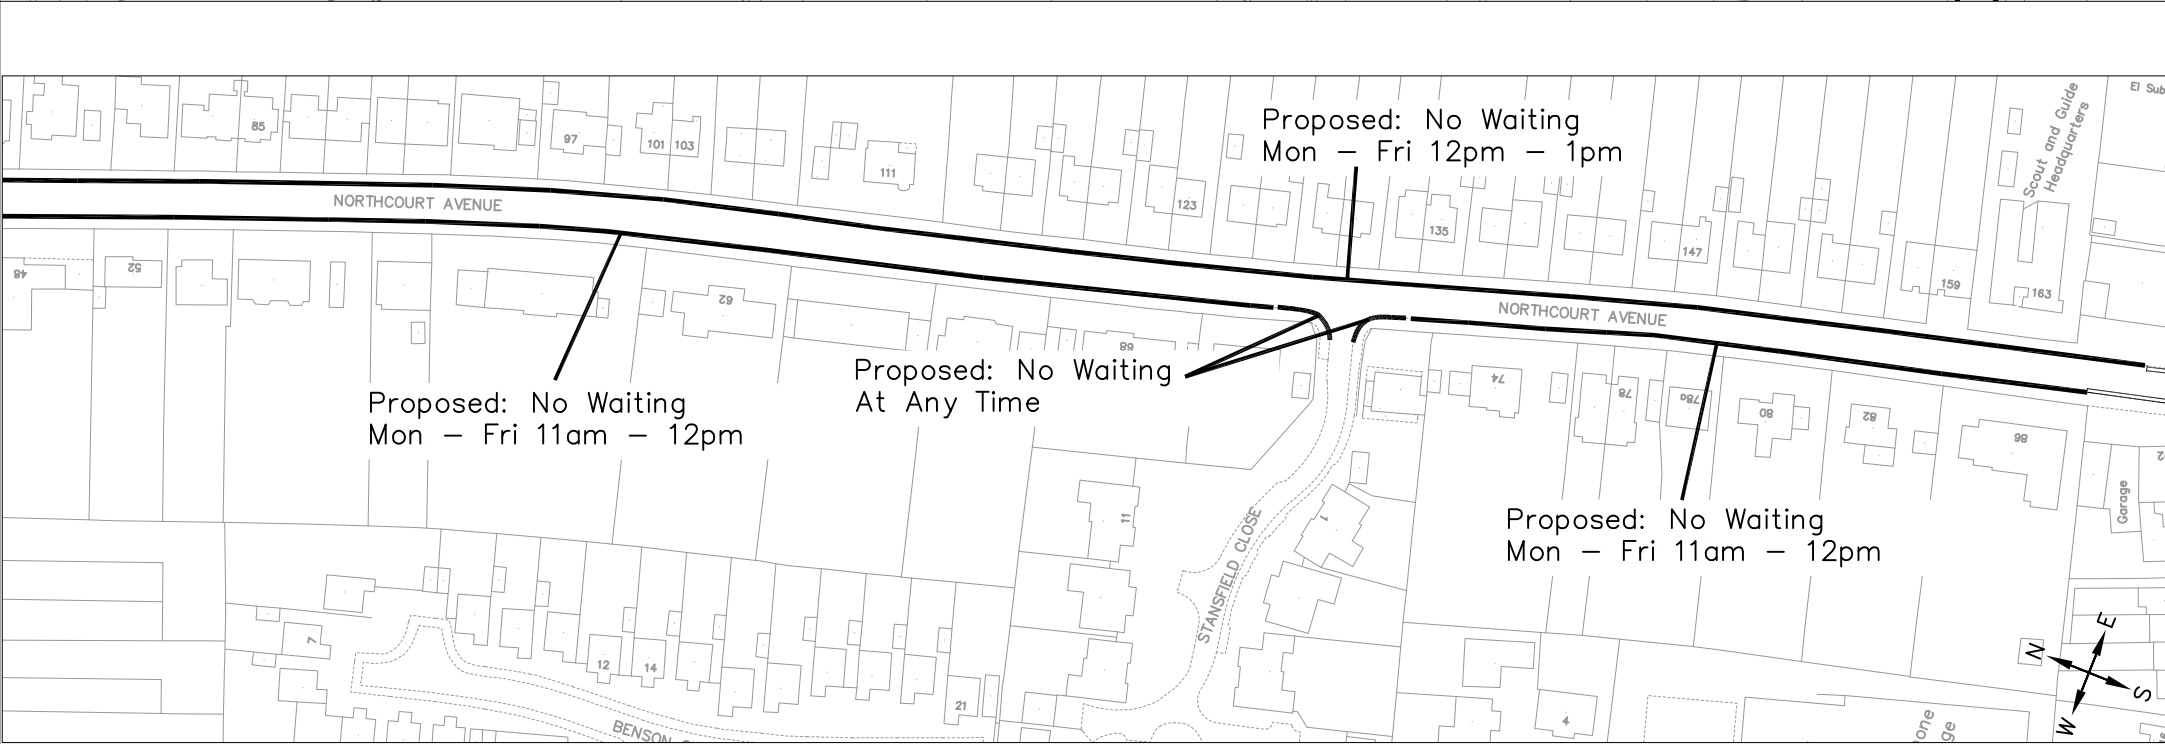 Proposed: No Waiting
Mon - Fri 12pm - 1pm
El Sub
Scout and Guide
Headquarters
85
97
101
103
111
123
135
147
159
163
NORTHCOURT AVENUE
NORTHCOURT AVENUE
48
52
62
68
74
78
78a
80
82
86
Proposed: No Waiting
At Any Time
Proposed: No Waiting
Mon - Fri 11am - 12pm
Proposed: No Waiting
Mon - Fri 11am - 12pm
Garage
11
1
STANSFIELD CLOSE
7
12
14
21
4
BENSON
N
E
S
W